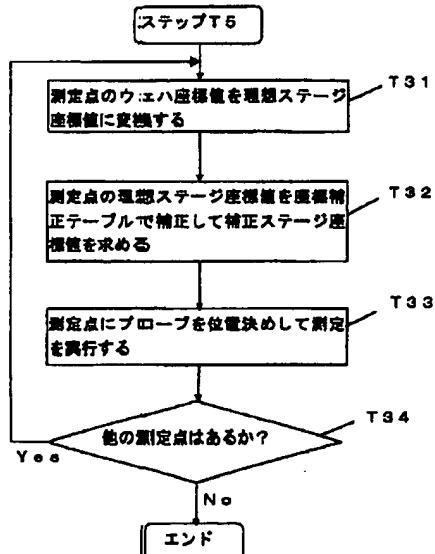 ステップT5
T31
測定点のウェハ座標値を理想ステージ
座標値に変換する
T32
測定点の理想ステージ座標値を座標補
正テーブルで補正して補正ステージ座
標値を求める
T33
測定点にプローブを位置決めして測定
を実行する
T34
他の測定点はあるか?
Yes
No
エンド